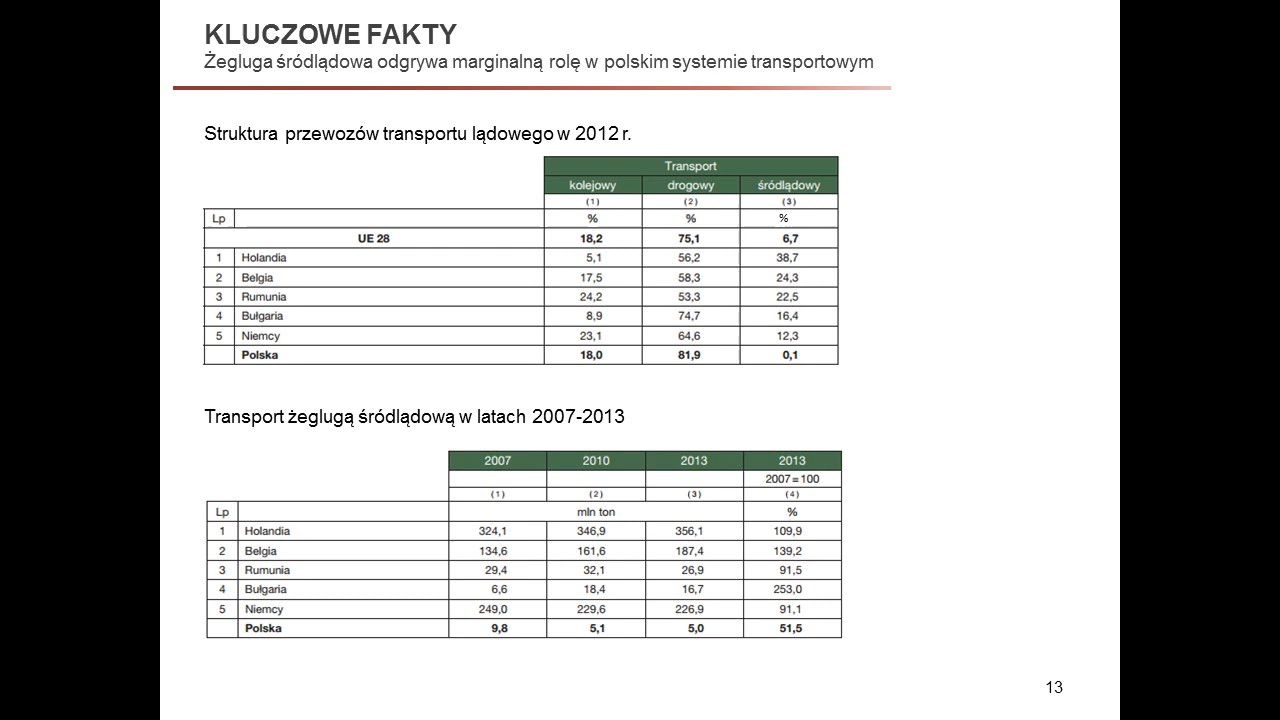 KLUCZOWE FAKTY
Żegluga śródlądowa odgrywa marginalną rolę w polskim systemie transportowym
Struktura przewozów transportu lądowego w 2012 r.
Transport
kolejowy drogowy śródlądowy
(1) (2) (3)
Lp % % %
UE 28 18,2 75,1 6,7
1 Holandia 5,1 56,2 38,7
2 Belgia 17,5 58,3 24,3
3 Rumunia 24,2 53,3 22,5
4 Bułgaria 8,9 74,7 16,4
5 Niemcy 23,1 64,6 12,3
Polska 18,0 81,9 0,1
Transport żeglugą śródlądową w latach 2007-2013
2007 2010 2013 2013
2007=100
(1) (2) (3) (4)
Lp mln ton %
1 Holandia 324,1 346,9 356,1 109,9
2 Belgia 134,6 161,6 187,4 139,2
3 Rumunia 29,4 32,1 26,9 91,5
4 Bułgaria 6,6 18,4 16,7 253,0
5 Niemcy 249,0 229,6 226,9 91,1
Polska 9,8 5,1 5,0 51,5
13